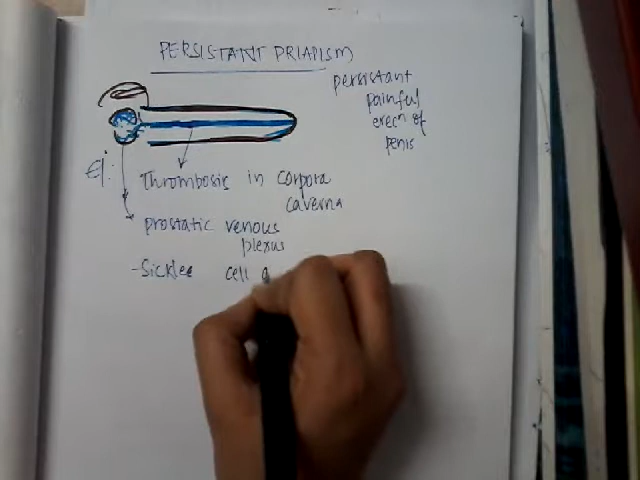 PERSISTANT PRIAPISM
persistant
painful
erecn of
penis
Thrombosis in corpora
caverna
prostatic venous
plexus
-Sickle cell a